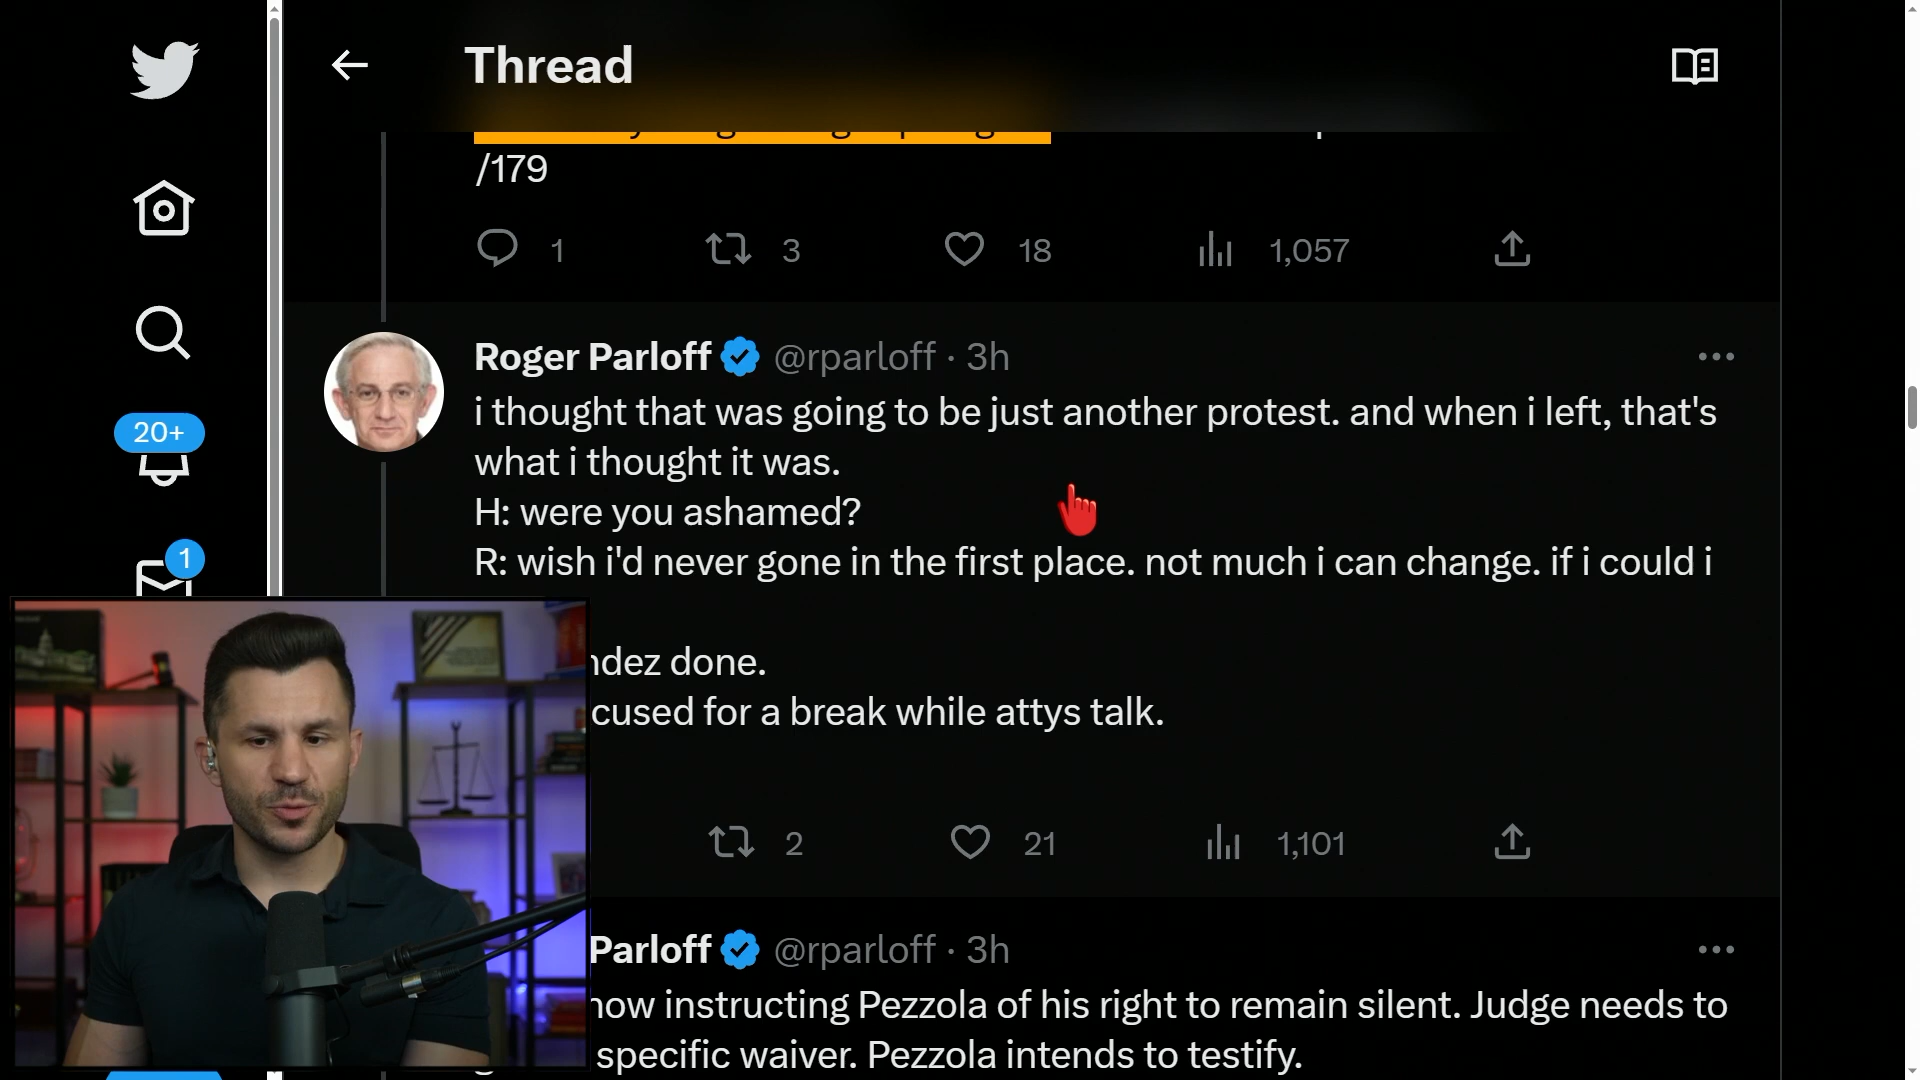 Thread
/179
1 3 18 1,057
Roger Parloff @rparloff · 3h
i thought that was going to be just another protest. and when i left, that's
what i thought it was.
H: were you ashamed?
R: wish i'd never gone in the first place. not much i can change. if i could i
20+
1
ndez done.
cused for a break while attys talk.
2 21 1,101
Parloff @rparloff · 3h
now instructing Pezzola of his right to remain silent. Judge needs to
specific waiver. Pezzola intends to testify.